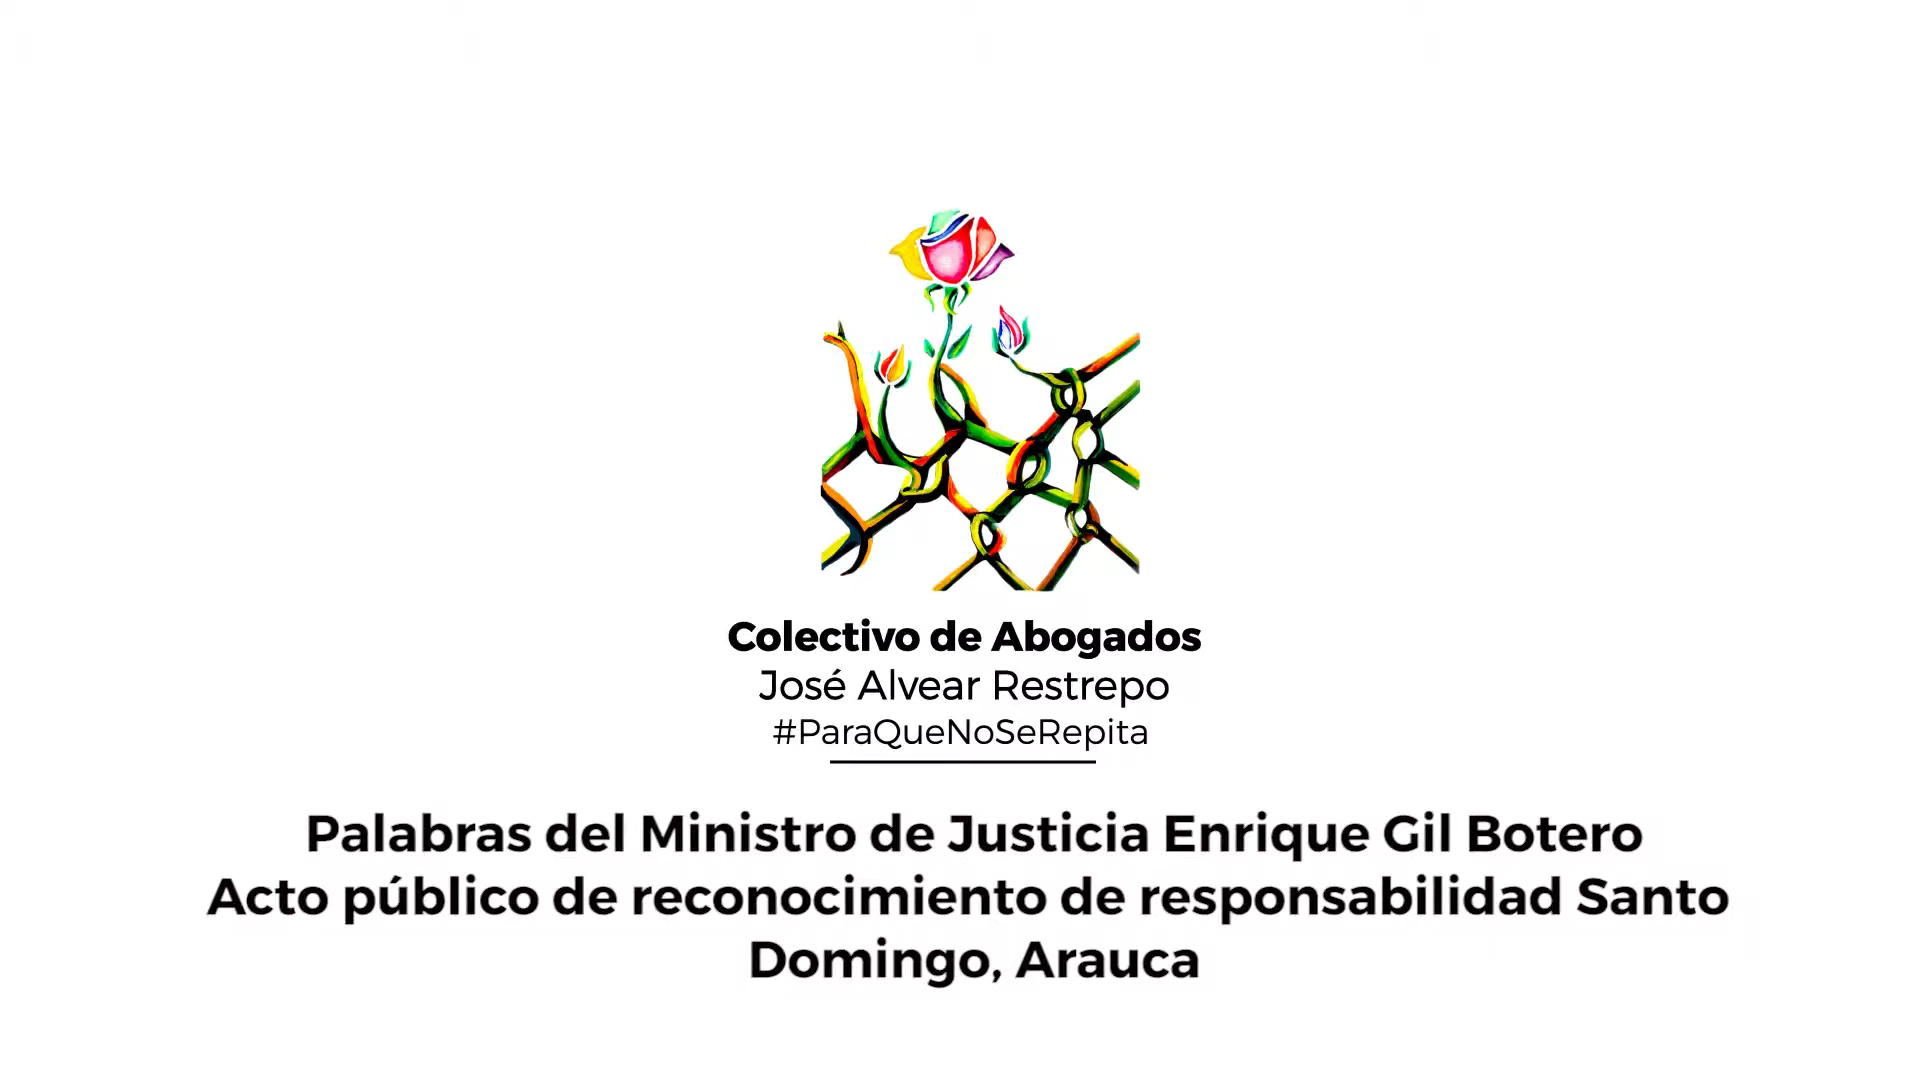 Colectivo de Abogados
José Alvear Restrepo
#ParaQueNoSeRepita
Palabras del Ministro de Justicia Enrique Gil Botero
Acto público de reconocimiento de responsabilidad Santo
Domingo, Arauca